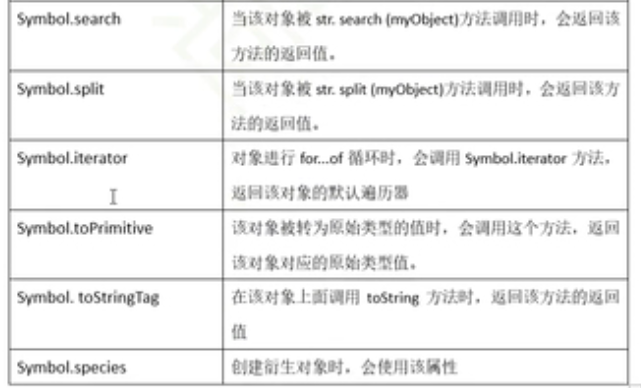 Symbol.search
当该对象被 str. search (myObject)方法调用时，会返回该
方法的返回值。
Symbol.split
当该对象被 str. split (myObject)方法调用时，会返回该方
法的返回值。
Symbol.iterator
对象进行 for...of 循环时，会调用 Symbol.iterator 方法，
返回该对象的默认遍历器
Symbol.toPrimitive
该对象被转为原始类型的值时，会调用这个方法，返回
该对象对应的原始类型值。
Symbol. toStringTag
在该对象上面调用 toString 方法时，返回该方法的返回
值
Symbol.species
创建衍生对象时，会使用该属性